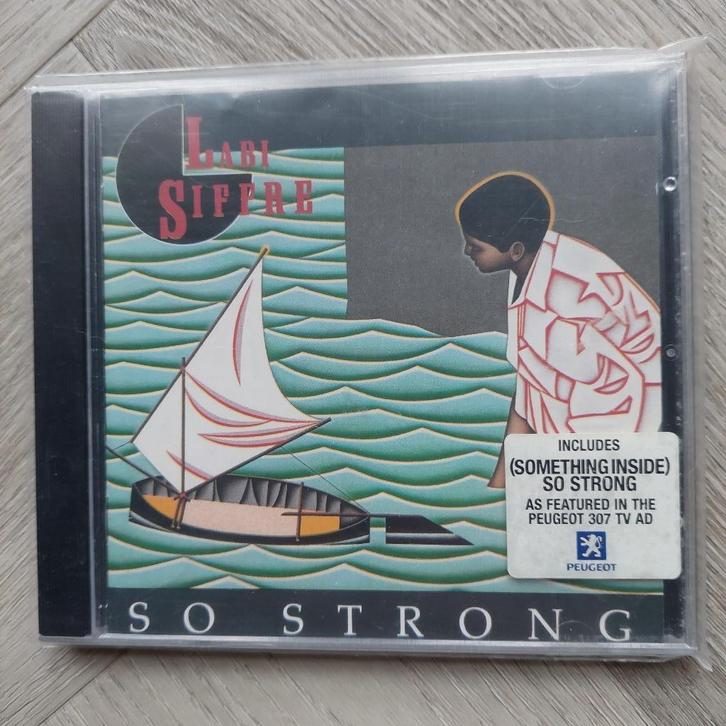 LABI
SIFFRE
INCLUDES
(SOMETHING INSIDE)
SO STRONG
AS FEATURED IN THE
PEUGEOT 307 TV AD
PEUGEOT
SO STRONG